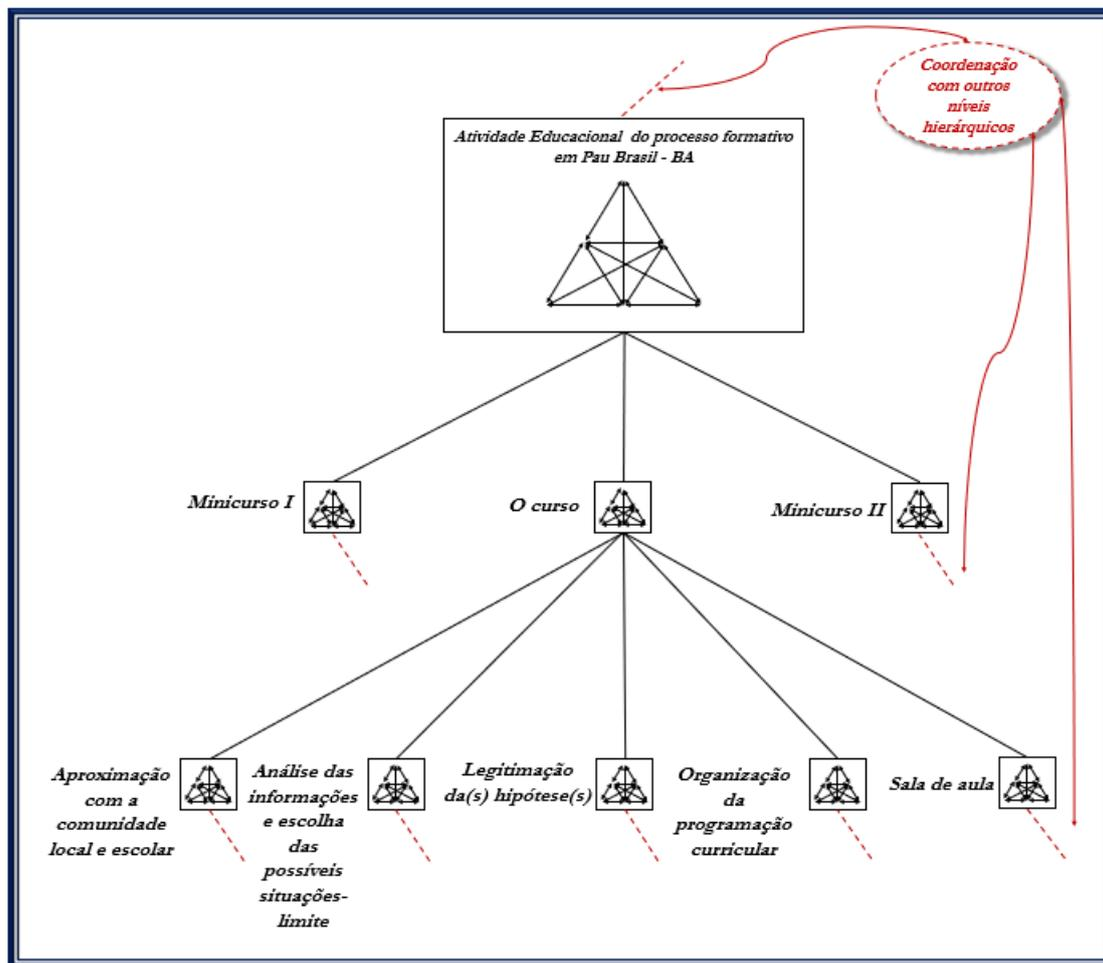 Coordenação
com outros
níveis
hierárquicos
Atividade Educacional do processo formativo
em Pau Brasil - BA
Minicurso I
O curso
Minicurso II
Aproximação
com a
comunidade
local e escolar
Análise das
informações
e escolha
das
possíveis
situações-
limite
Legitimação
da(s) hipótese(s)
Organização
da
programação
curricular
Sala de aula